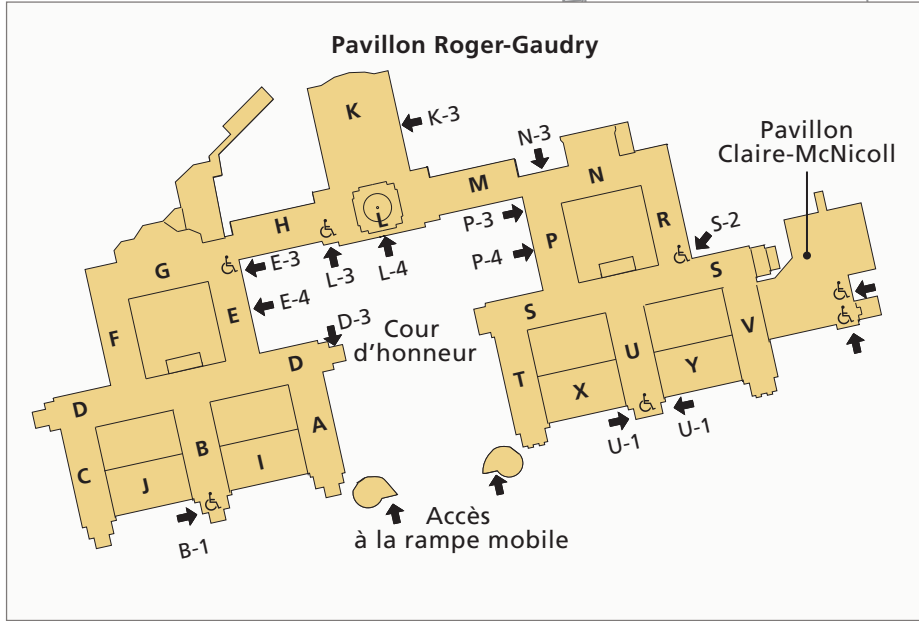 Pavillon Roger-Gaudry
K
K-3
N-3
Pavillon
Claire-McNicoll
M
N
H
L
P-3
R
S-2
P
P-4
G
E-3
L-3
L-4
S
E-4
E
S
D-3
Cour
d'honneur
F
V
D
U
T
X
Y
D
A
B
U-1
U-1
C
J
I
Accès
à la rampe mobile
B-1